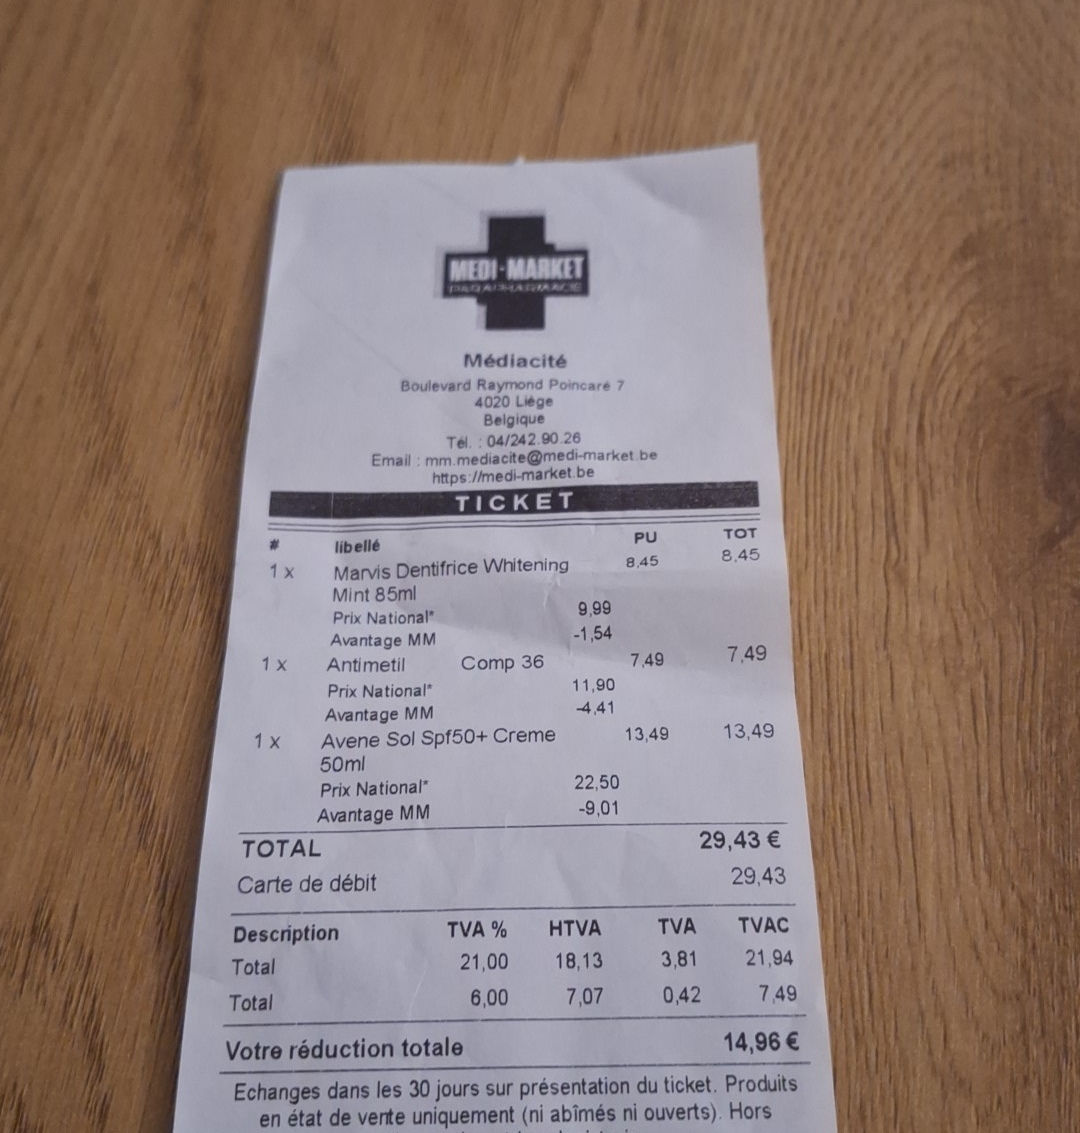 MEDI-MARKET
PARAPHARMACIE
Médiacité
Boulevard Raymond Poincaré 7
4020 Liège
Belgique
Tél. : 04/242.90.26
Email : mm.mediacite@medi-market.be
https://medi-market.be
TICKET
# libellé PU TOT
1 x Marvis Dentifrice Whitening 8,45 8,45
Mint 85ml
Prix National* 9,99
Avantage MM -1,54
1 x Antimetil Comp 36 7,49 7,49
Prix National* 11,90
Avantage MM -4,41
1 x Avene Sol Spf50+ Creme 13,49 13,49
50ml
Prix National* 22,50
Avantage MM -9,01
TOTAL 29,43 €
Carte de débit 29,43
Description TVA % HTVA TVA TVAC
Total 21,00 18,13 3,81 21,94
Total 6,00 7,07 0,42 7,49
Votre réduction totale 14,96 €
Echanges dans les 30 jours sur présentation du ticket. Produits
en état de vente uniquement (ni abîmés ni ouverts). Hors